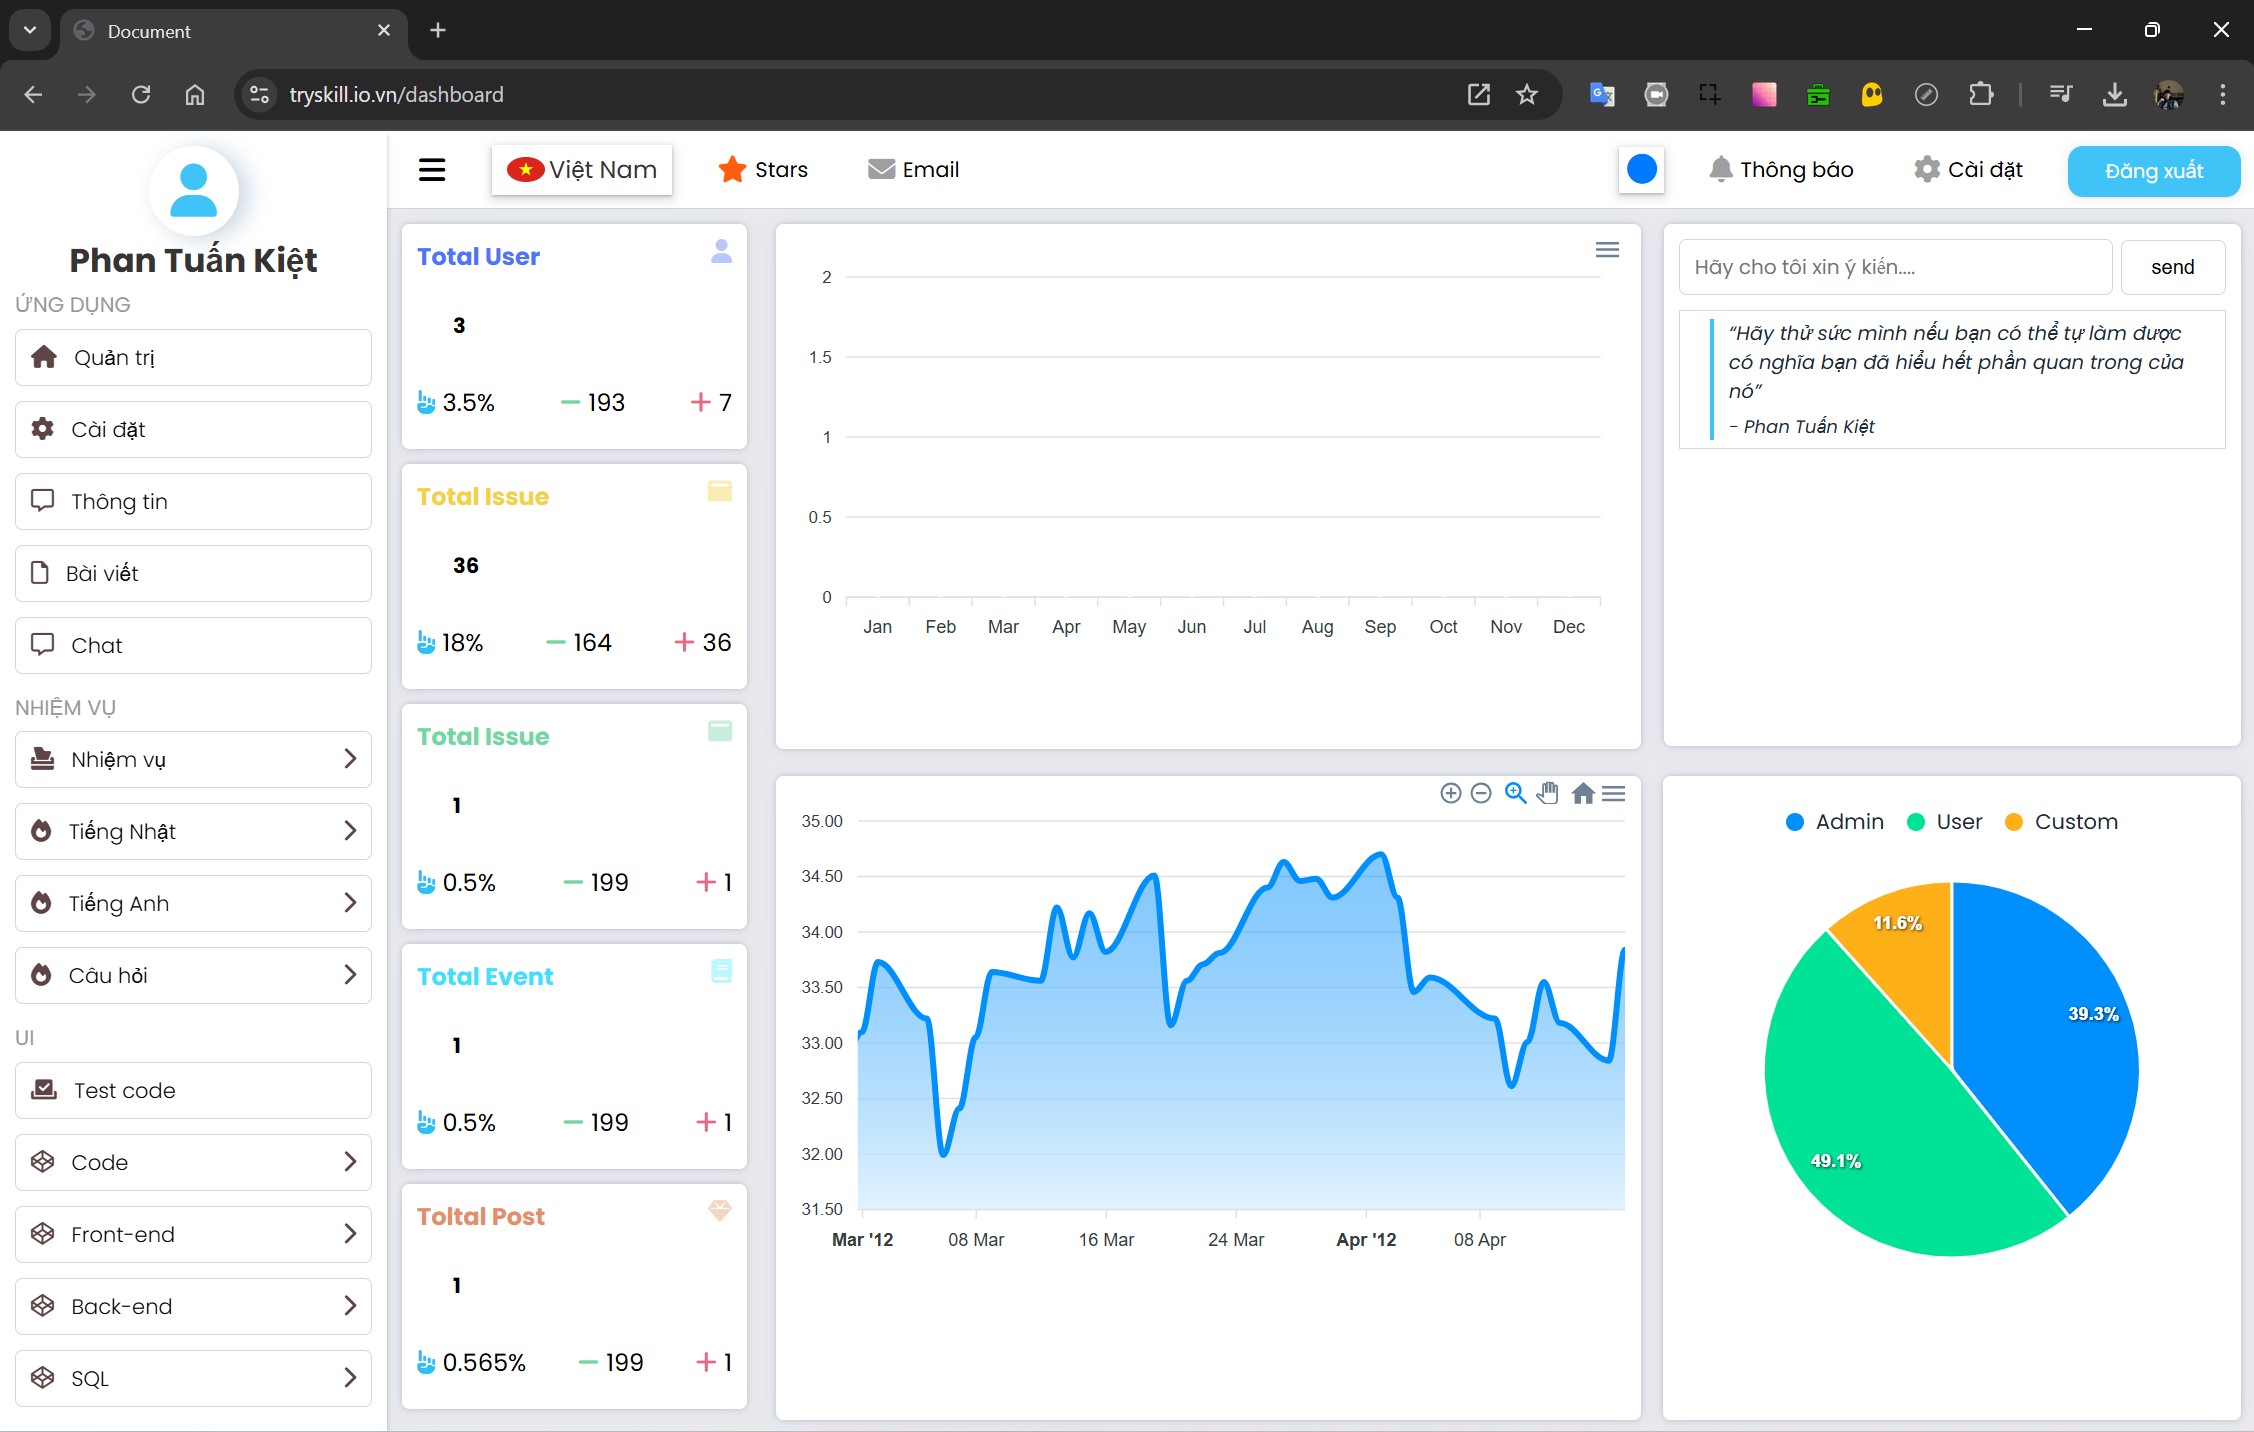 Document
tryskill.io.vn/dashboard
Phan Tuấn Kiệt
ỨNG DỤNG
Quản trị
Cài đặt
Thông tin
Bài viết
Chat
NHIỆM VỤ
Nhiệm vụ
Tiếng Nhật
Tiếng Anh
Câu hỏi
UI
Test code
Code
Front-end
Back-end
SQL
Việt Nam
Stars
Email
Thông báo
Cài đặt
Đăng xuất
Total User
3
3.5% 193 7
Total Issue
36
18% 164 36
Total Issue
1
0.5% 199 1
Total Event
1
0.5% 199 1
Toltal Post
1
0.565% 199 1
2
1.5
1
0.5
0
Jan Feb Mar Apr May Jun Jul Aug Sep Oct Nov Dec
Hãy cho tôi xin ý kiến....
send
“Hãy thử sức mình nếu bạn có thể tự làm được
có nghĩa bạn đã hiểu hết phần quan trong của
nó”
- Phan Tuấn Kiệt
35.00
34.50
34.00
33.50
33.00
32.50
32.00
31.50
Mar '12 08 Mar 16 Mar 24 Mar Apr '12 08 Apr
Admin User Custom
11.6%
39.3%
49.1%